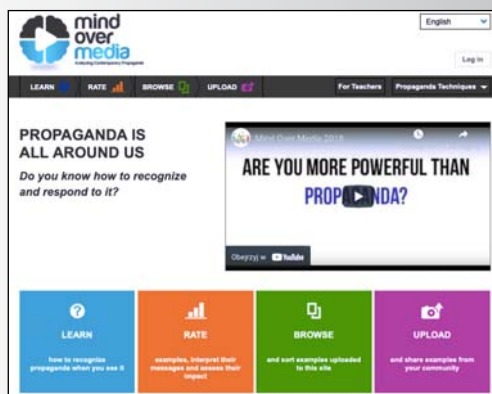 mind
over
media
Analyzing Contemporary Propaganda
English
Log in
LEARN
RATE
BROWSE
UPLOAD
For Teachers
Propaganda Techniques
PROPAGANDA IS
ALL AROUND US
Do you know how to recognize
and respond to it?
Mind Over Media 2018
ARE YOU MORE POWERFUL THAN
PROPAGANDA?
Obejrzyj w YouTube
LEARN
how to recognize
propaganda when you see it
RATE
examples, interpret their
messages and assess their
impact
BROWSE
and sort examples uploaded
to this site
UPLOAD
and share examples from
your community